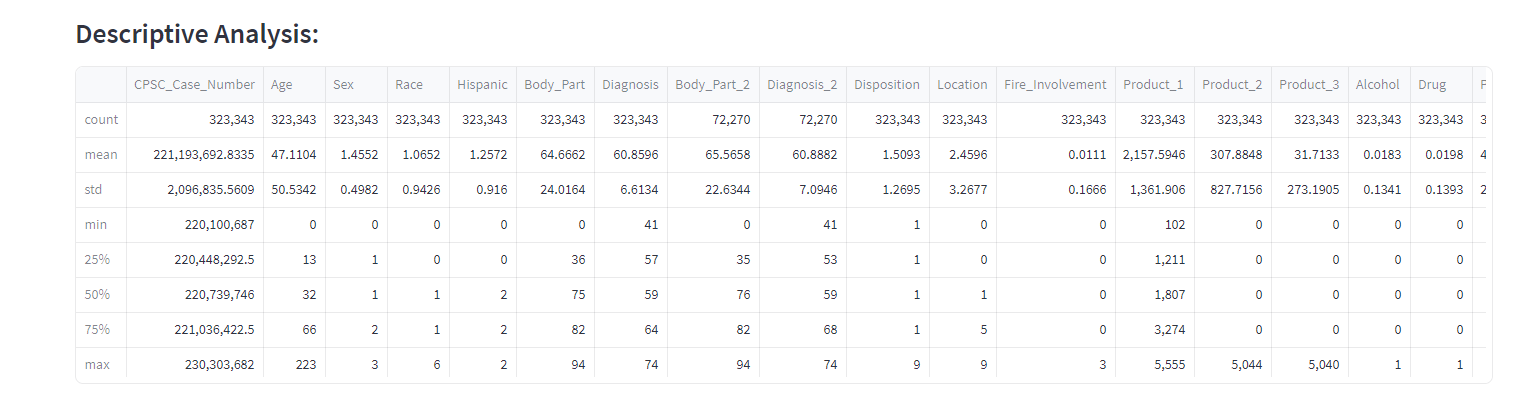 Descriptive Analysis:
CPSC_Case_Number Age Sex Race Hispanic Body_Part Diagnosis Body_Part_2 Diagnosis_2 Disposition Location Fire_Involvement Product_1 Product_2 Product_3 Alcohol Drug
count 323,343 323,343 323,343 323,343 323,343 323,343 323,343 72,270 72,270 323,343 323,343 323,343 323,343 323,343 323,343 323,343 323,343 3
mean 221,193,692.8335 47.1104 1.4552 1.0652 1.2572 64.6662 60.8596 65.5658 60.8882 1.5093 2.4596 0.0111 2,157.5946 307.8848 31.7133 0.0183 0.0198 4
std 2,096,835.5609 50.5342 0.4982 0.9426 0.916 24.0164 6.6134 22.6344 7.0946 1.2695 3.2677 0.1666 1,361.906 827.7156 273.1905 0.1341 0.1393 2
min 220,100,687 0 0 0 0 0 41 0 41 1 0 0 102 0 0 0 0
25% 220,448,292.5 13 1 0 0 36 57 35 53 1 0 0 1,211 0 0 0 0
50% 220,739,746 32 1 1 2 75 59 76 59 1 1 0 1,807 0 0 0 0
75% 221,036,422.5 66 2 1 2 82 64 82 68 1 5 0 3,274 0 0 0 0
max 230,303,682 223 3 6 2 94 74 94 74 9 9 3 5,555 5,044 5,040 1 1